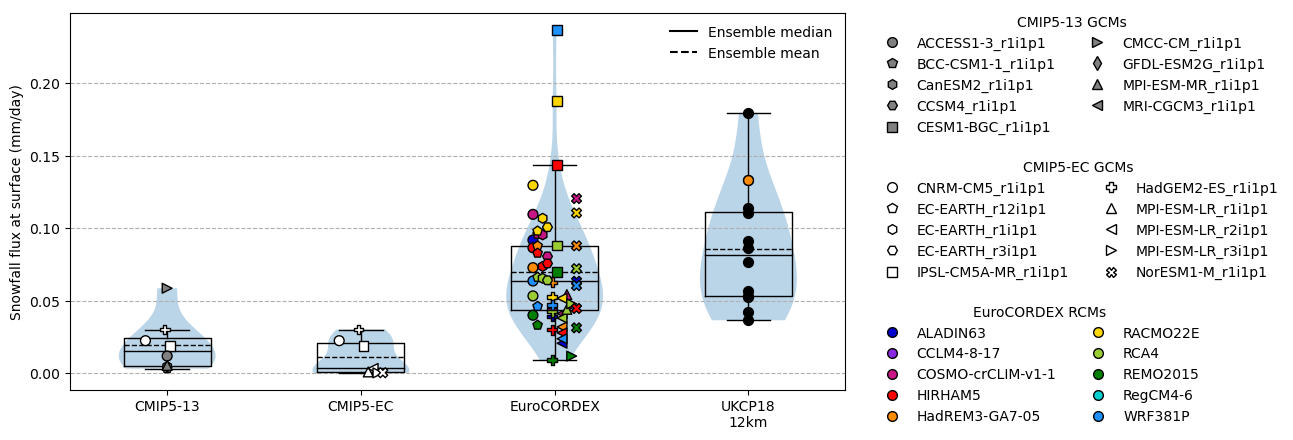 Snowfall flux at surface (mm/day)
0.20
0.15
0.10
0.05
0.00
CMIP5-13
CMIP5-EC
EuroCORDEX
UKCP18
12km
Ensemble median
Ensemble mean
CMIP5-13 GCMs
ACCESS1-3_r1i1p1
BCC-CSM1-1_r1i1p1
CanESM2_r1i1p1
CCSM4_r1i1p1
CESM1-BGC_r1i1p1
CMCC-CM_r1i1p1
GFDL-ESM2G_r1i1p1
MPI-ESM-MR_r1i1p1
MRI-CGCM3_r1i1p1
CMIP5-EC GCMs
CNRM-CM5_r1i1p1
EC-EARTH_r12i1p1
EC-EARTH_r1i1p1
EC-EARTH_r3i1p1
IPSL-CM5A-MR_r1i1p1
HadGEM2-ES_r1i1p1
MPI-ESM-LR_r1i1p1
MPI-ESM-LR_r2i1p1
MPI-ESM-LR_r3i1p1
NorESM1-M_r1i1p1
EuroCORDEX RCMs
ALADIN63
CCLM4-8-17
COSMO-crCLIM-v1-1
HIRHAM5
HadREM3-GA7-05
RACMO22E
RCA4
REMO2015
RegCM4-6
WRF381P